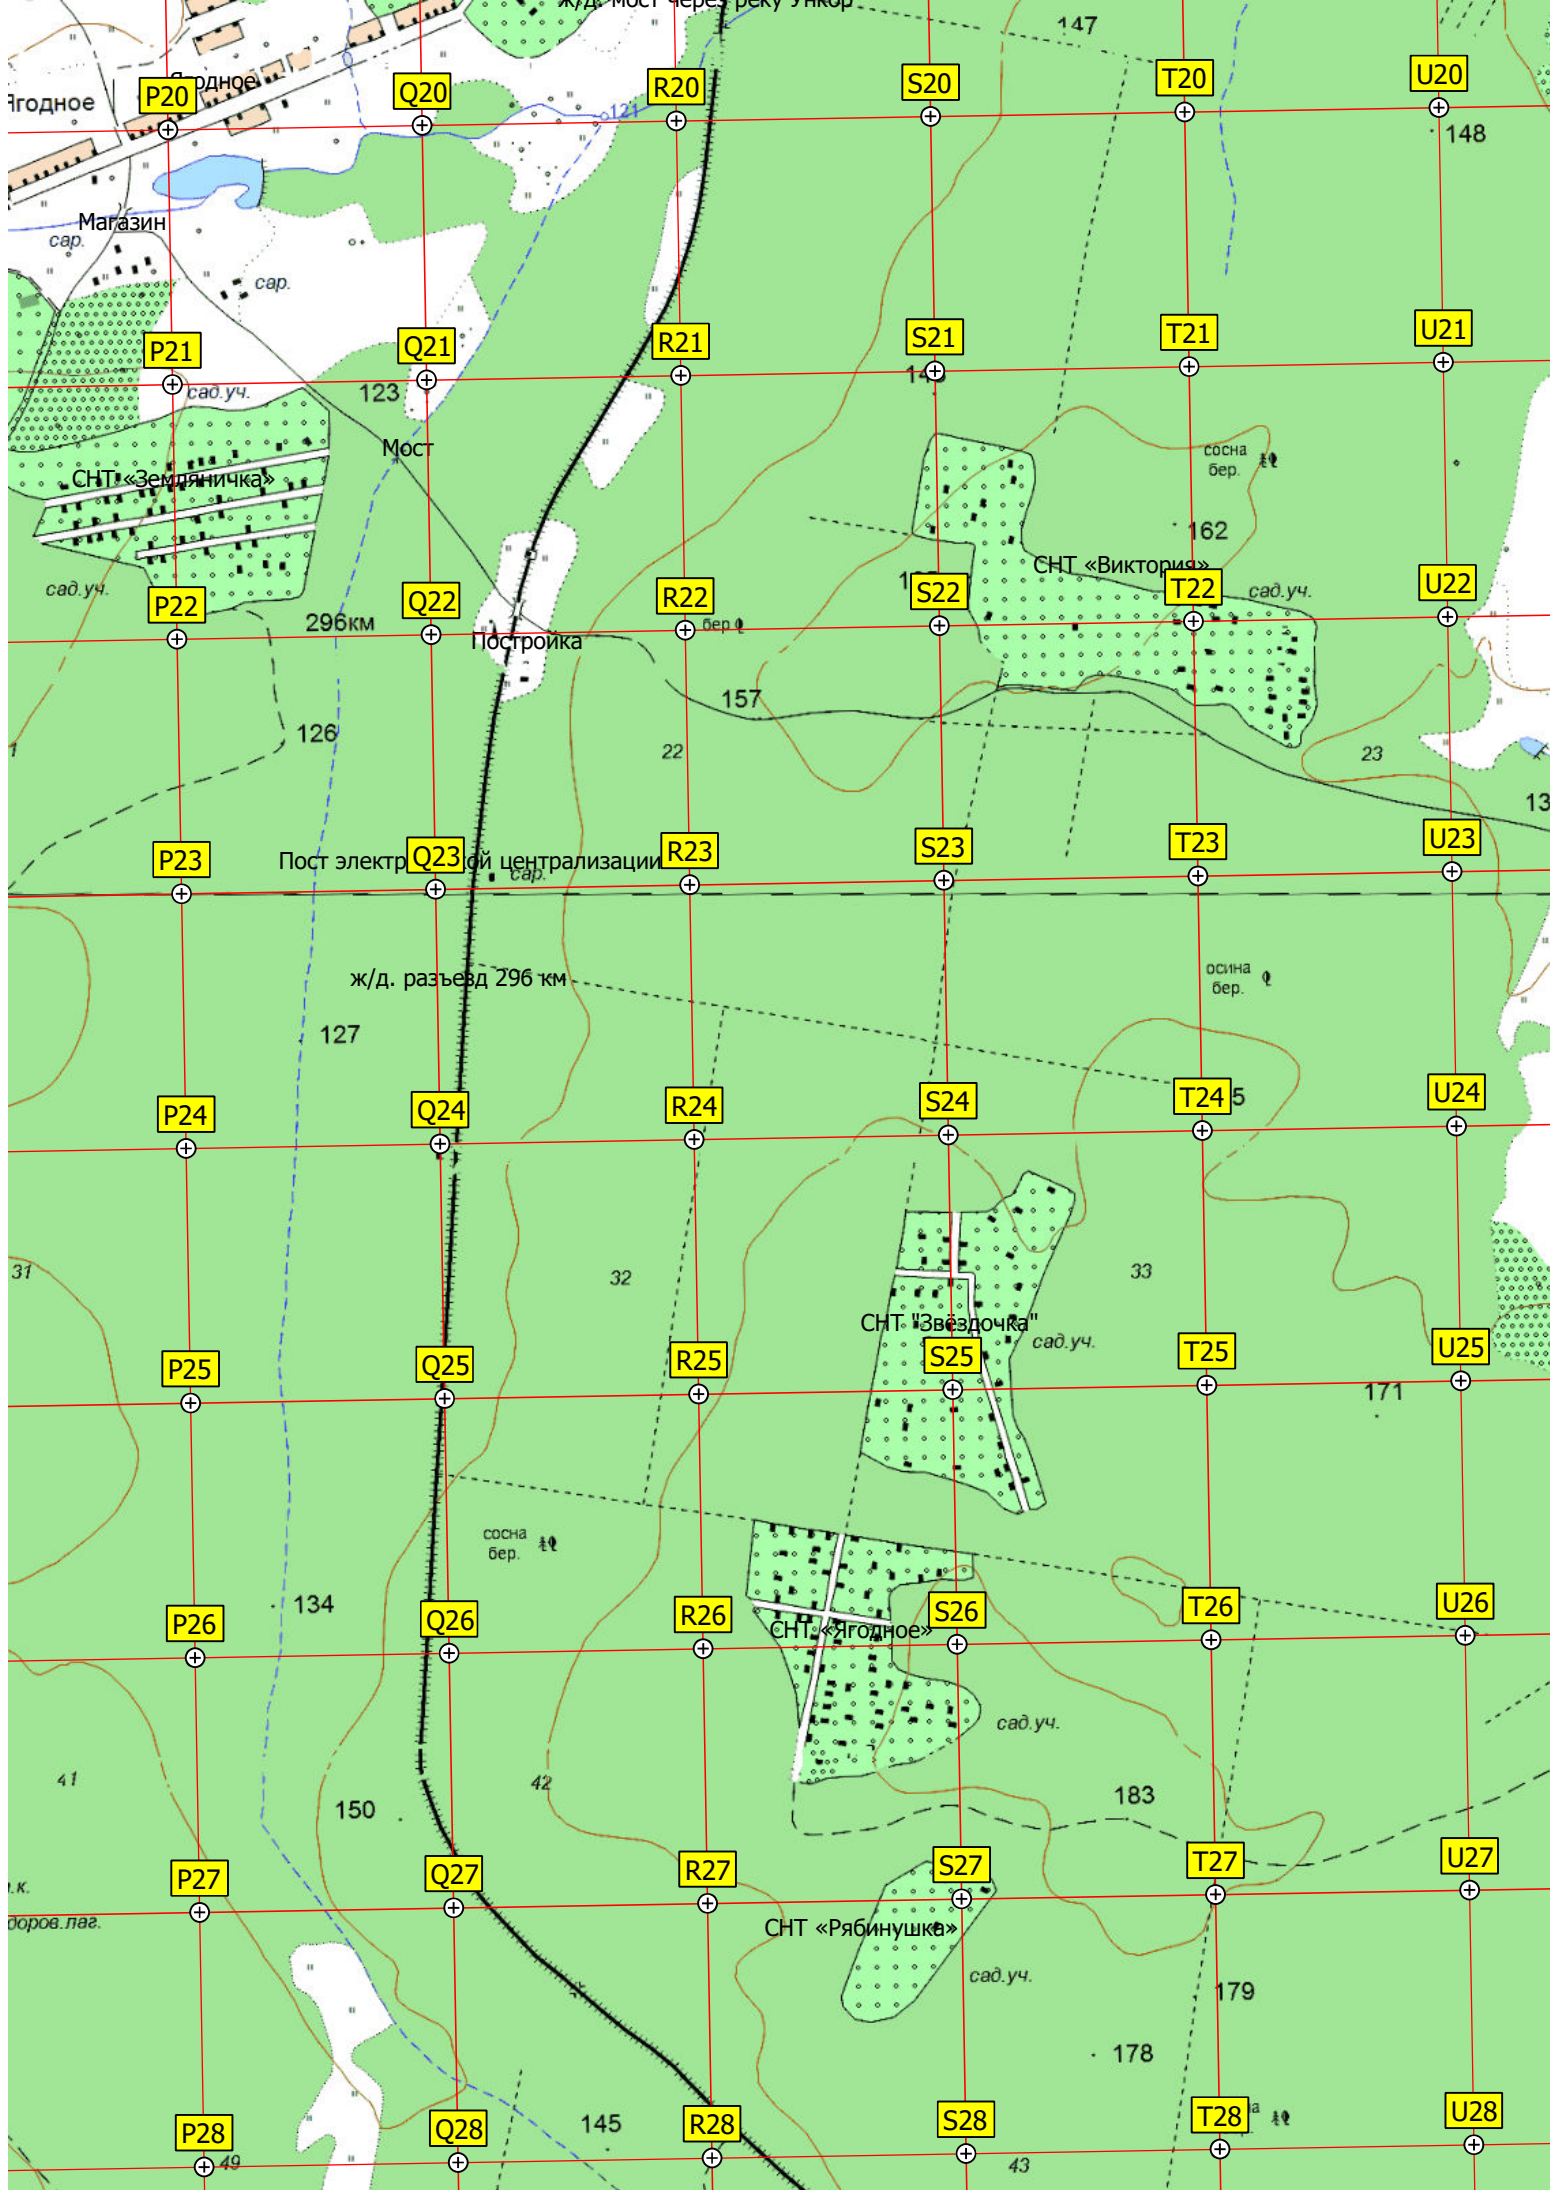 ж/д. мост через реку Ункор
147
Ягодное
Ягодное
P20
Q20
R20
S20
T20
U20
121
148
Магазин
сар.
сар.
P21
Q21
R21
S21
T21
U21
сад.уч.
123
Мост
СНТ «Земляничка»
сосна
бер.
162
СНТ «Виктория»
сад.уч.
сад.уч.
P22
Q22
R22
S22
T22
U22
296км
бер.
Постройка
157
126
22
23
13
P23
Q23
R23
S23
T23
U23
Пост электр
ой централизации
сар.
ж/д. разъезд 296 км
осина
бер.
127
P24
Q24
R24
S24
T24
5
U24
31
32
33
СНТ "Звёздочка"
сад.уч.
P25
Q25
R25
S25
T25
U25
171
сосна
бер.
134
P26
Q26
R26
S26
T26
U26
СНТ «Ягодное»
сад.уч.
41
42
150
183
P27
Q27
R27
S27
T27
U27
доров.лаг.
СНТ «Рябинушка»
сад.уч.
179
178
145
P28
Q28
R28
S28
T28
U28
49
43